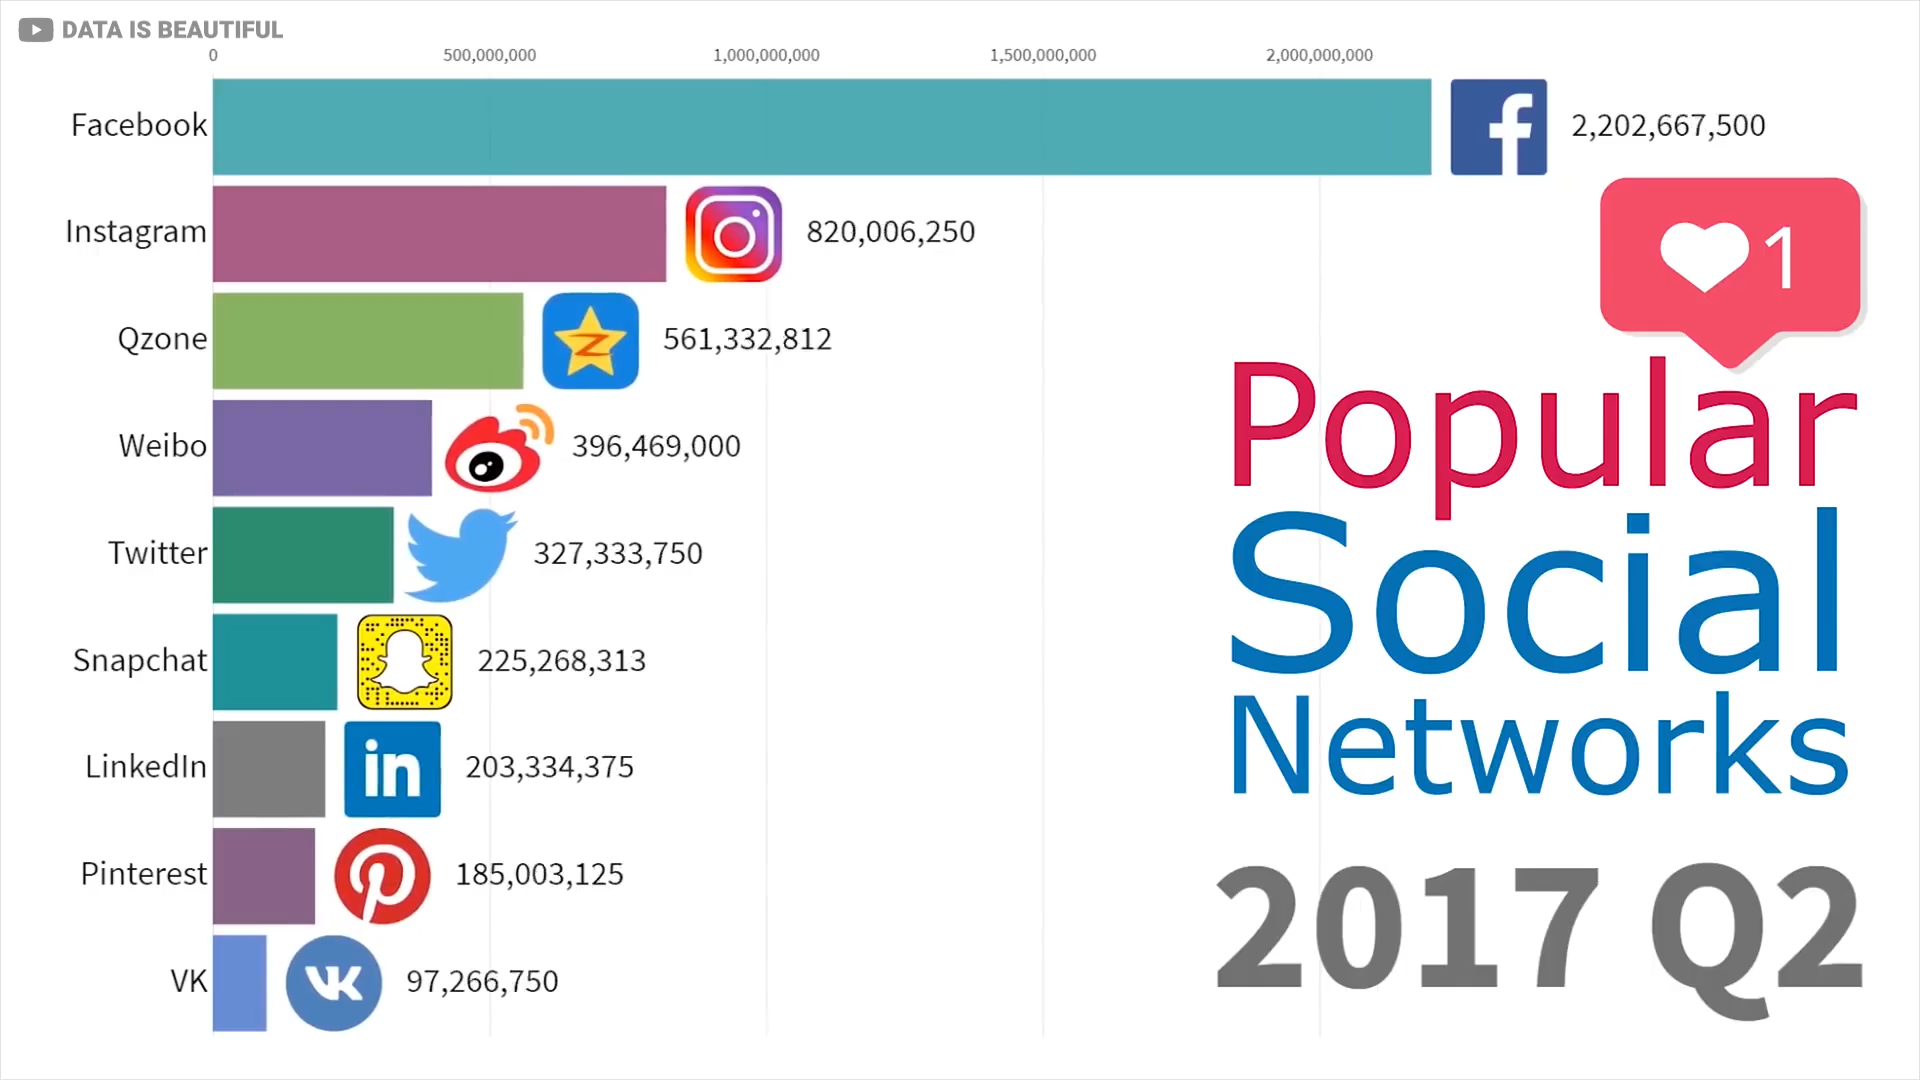 DATA IS BEAUTIFUL
0 500,000,000 1,000,000,000 1,500,000,000 2,000,000,000
Facebook f 2,202,667,500
Instagram 820,006,250
1
Qzone Z 561,332,812
Weibo 396,469,000
Twitter 327,333,750
Snapchat 225,268,313
LinkedIn in 203,334,375
Pinterest P 185,003,125
VK VK 97,266,750
Popular
Social
Networks
2017 Q2